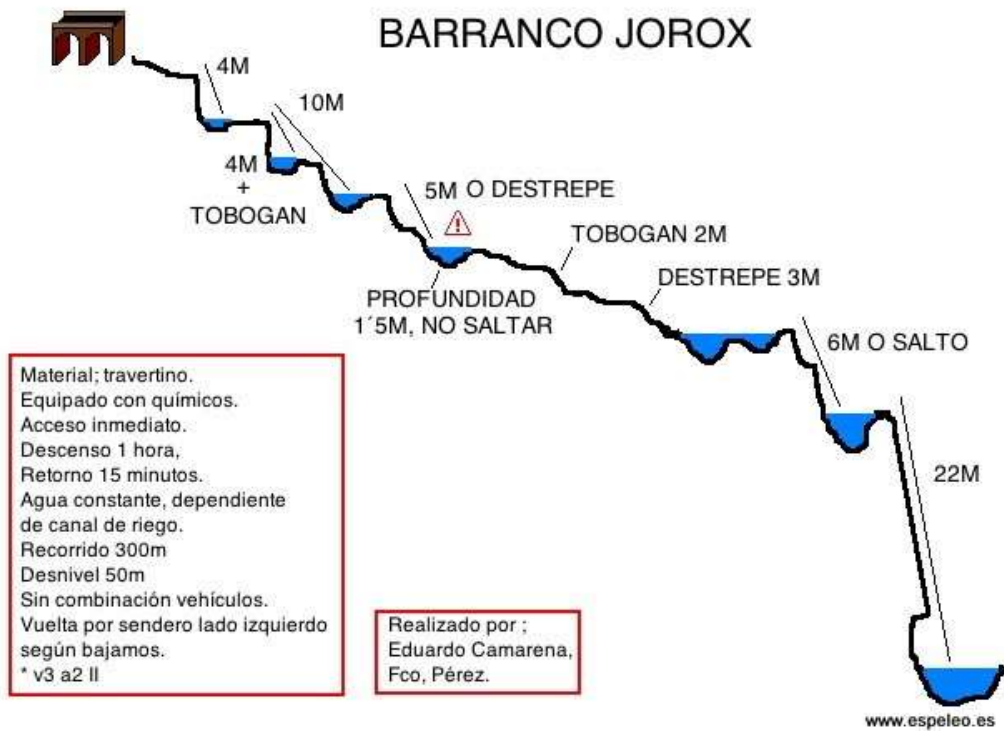 BARRANCO JOROX
4M
10M
4M
+
TOBOGAN
5M O DESTREPE
TOBOGAN 2M
DESTREPE 3M
PROFUNDIDAD
1´5M, NO SALTAR
6M O SALTO
22M
Material; travertino.
Equipado con químicos.
Acceso inmediato.
Descenso 1 hora,
Retorno 15 minutos.
Agua constante, dependiente
de canal de riego.
Recorrido 300m
Desnivel 50m
Sin combinación vehículos.
Vuelta por sendero lado izquierdo
según bajamos.
* v3 a2 II
Realizado por ;
Eduardo Camarena,
Fco, Pérez.
www.espeleo.es